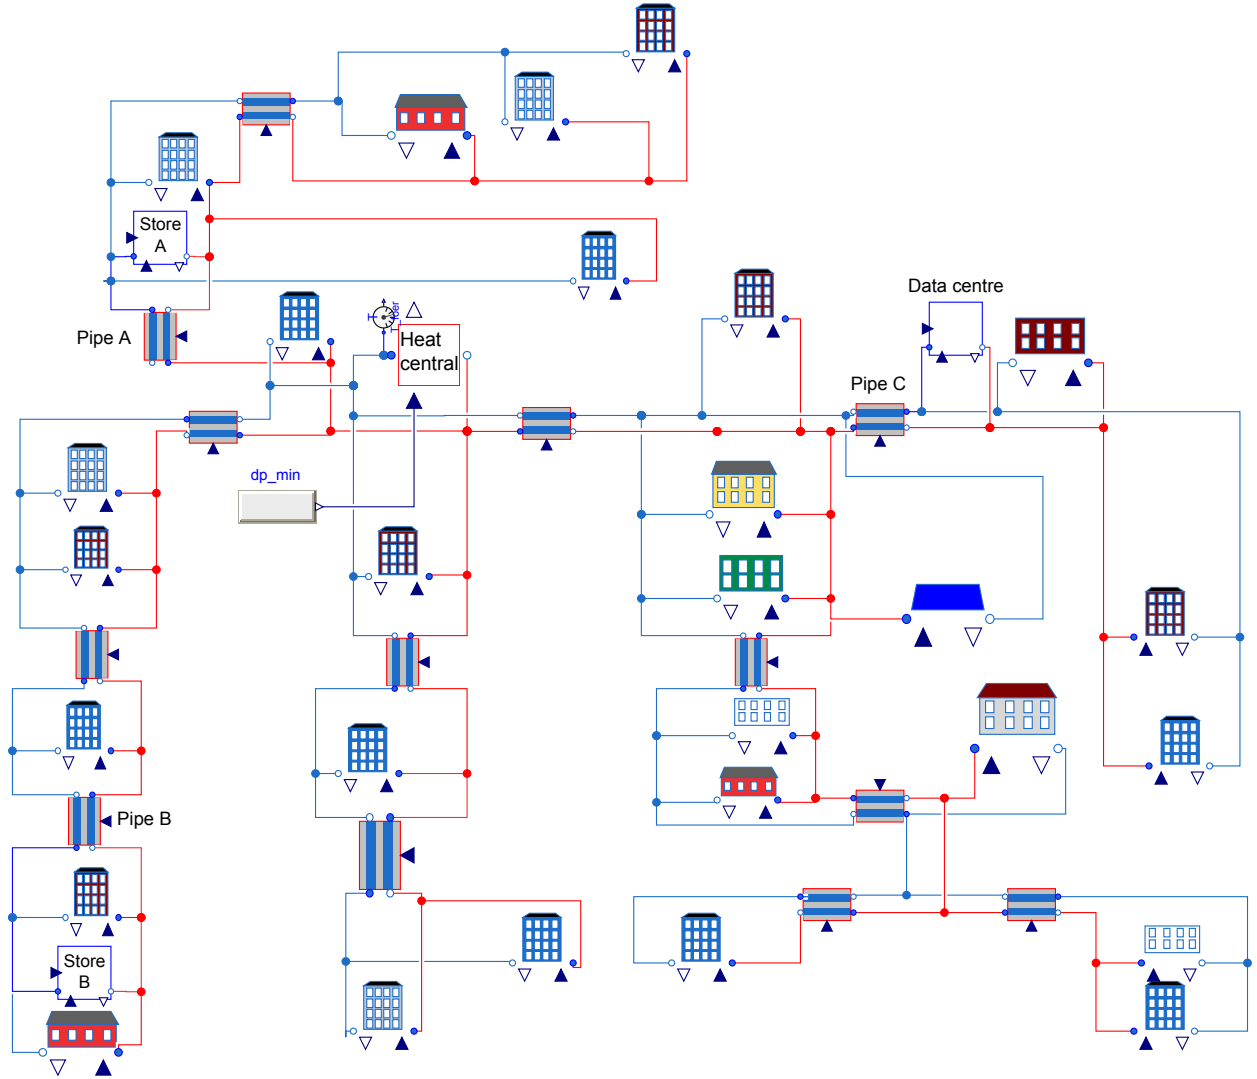 Store
A
Data centre
Pipe A
T
Heat
central
Pipe C
dp_min
Pipe B
Store
B